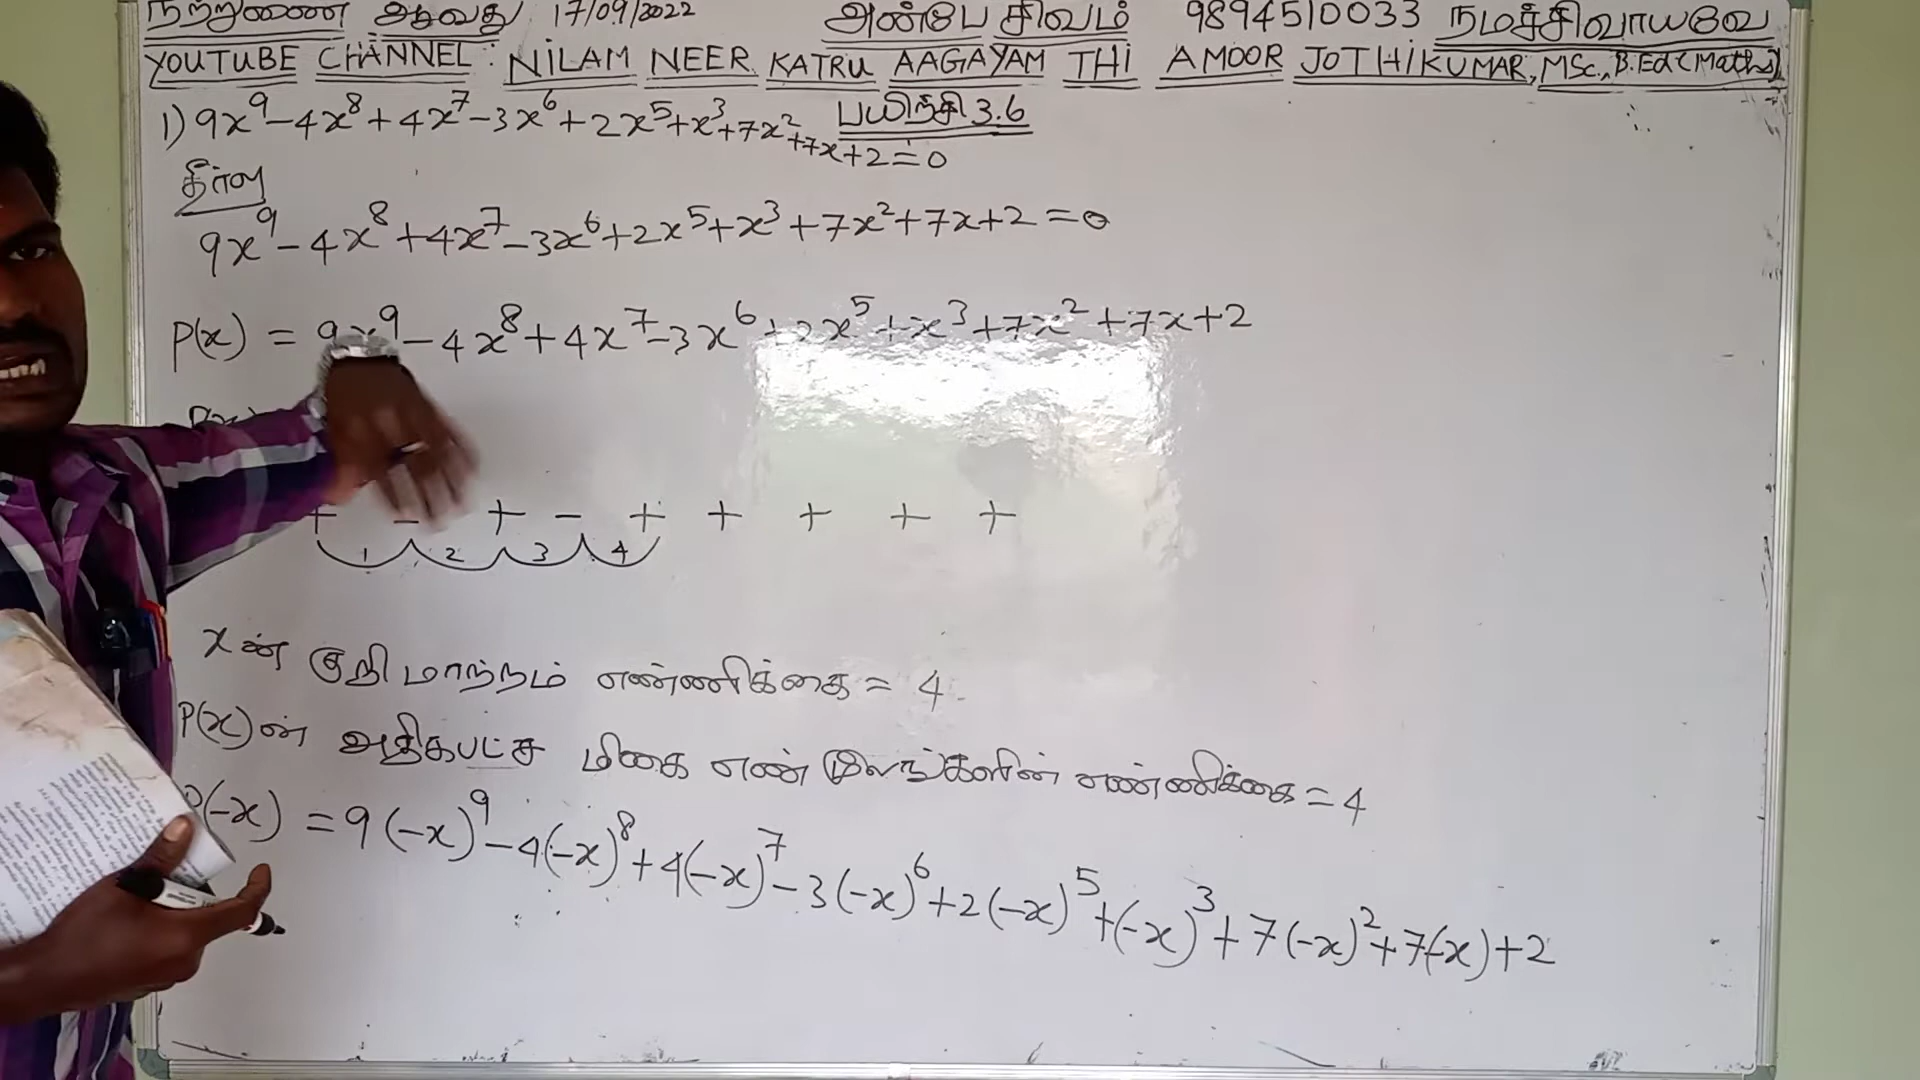 நற்றுணை ஆவது 17/09/2022 அன்பே சிவம் 9894510033 நமச்சிவாயவே
YOUTUBE CHANNEL : NILAM NEER KATRU AAGAYAM THI AMOOR JOTHIKUMAR, MSc., B.Ed (Maths)
1) 9x⁹-4x⁸+4x⁷-3x⁶+2x⁵+x³+7x²+7x+2=0 பயிற்சி 3.6
தீர்வு
9x⁹-4x⁸+4x⁷-3x⁶+2x⁵+x³+7x²+7x+2=0
P(x) = 9x⁹-4x⁸+4x⁷-3x⁶+2x⁵+x³+7x²+7x+2
+ - + - + + + + +
1 2 3 4
x ன் குறி மாற்றம் எண்ணிக்கை = 4
P(x) ன் அதிகபட்ச மிகை எண் மூலங்களின் எண்ணிக்கை = 4
P(-x) = 9(-x)⁹-4(-x)⁸+4(-x)⁷-3(-x)⁶+2(-x)⁵+(-x)³+7(-x)²+7(-x)+2